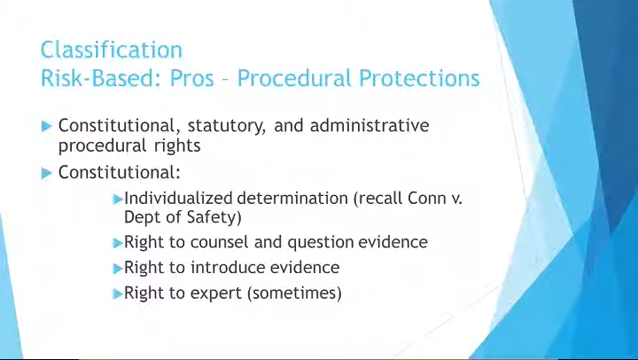 Classification
Risk-Based: Pros – Procedural Protections
Constitutional, statutory, and administrative
procedural rights
Constitutional:
Individualized determination (recall Conn v.
Dept of Safety)
Right to counsel and question evidence
Right to introduce evidence
Right to expert (sometimes)